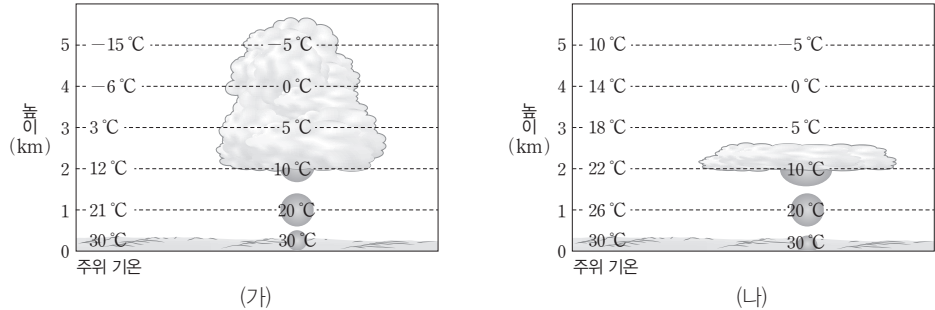 5 -15 ℃ -5 ℃
4 -6 ℃ 0 ℃
3 3 ℃ 5 ℃
2 12 ℃ 10 ℃
1 21 ℃ 20 ℃
0 30 ℃ 30 ℃
높이
(km)
주위 기온
(가)
5 10 ℃ -5 ℃
4 14 ℃ 0 ℃
3 18 ℃ 5 ℃
2 22 ℃ 10 ℃
1 26 ℃ 20 ℃
0 30 ℃ 30 ℃
높이
(km)
주위 기온
(나)